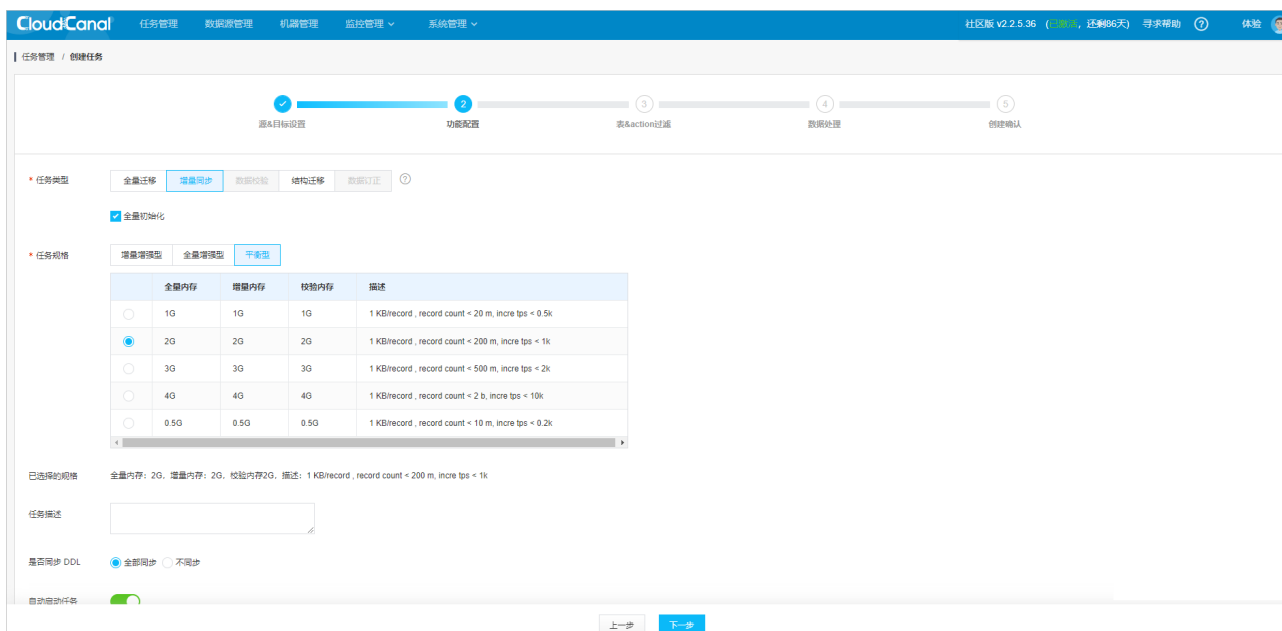 CloudCanal 任务管理 数据源管理 机器管理 监控管理 系统管理 社区版 v2.2.5.36 (已激活, 还剩86天) 寻求帮助 ? 体验
任务管理 / 创建任务
2 3 4 5
源&目标设置 功能配置 表&action过滤 数据处理 创建确认
* 任务类型 全量迁移 增量同步 数据校验 结构迁移 数据订正 ?
全量初始化
* 任务规格 增量增强型 全量增强型 平衡型
全量内存 增量内存 校验内存 描述
1G 1G 1G 1 KB/record , record count < 20 m, incre tps < 0.5k
2G 2G 2G 1 KB/record , record count < 200 m, incre tps < 1k
3G 3G 3G 1 KB/record , record count < 500 m, incre tps < 2k
4G 4G 4G 1 KB/record , record count < 2 b, incre tps < 10k
0.5G 0.5G 0.5G 1 KB/record , record count < 10 m, incre tps < 0.2k
已选择的规格 全量内存: 2G, 增量内存: 2G, 校验内存2G, 描述: 1 KB/record , record count < 200 m, incre tps < 1k
任务描述
是否同步 DDL 全部同步 不同步
自动启动任务
上一步 下一步